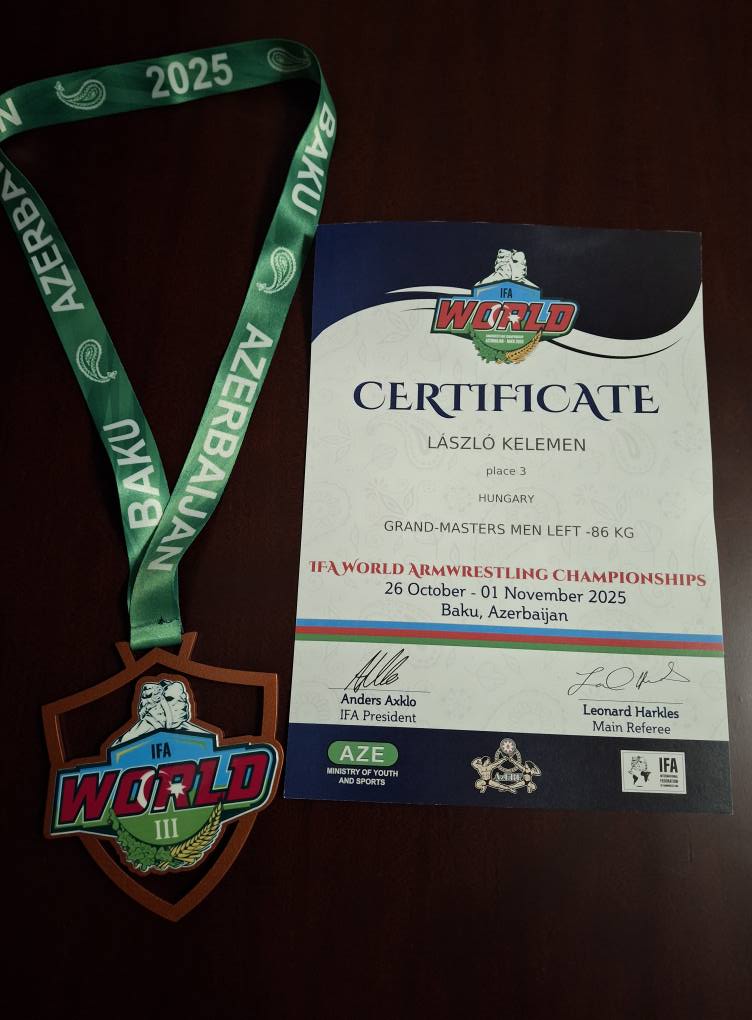 2025
BAKU
AZERBAIJAN
AZERBAIJAN
BAKU
IFA
WORLD
III
IFA
WORLD
CERTIFICATE
LÁSZLÓ KELEMEN
place 3
HUNGARY
GRAND-MASTERS MEN LEFT -86 KG
IFA WORLD ARMWRESTLING CHAMPIONSHIPS
26 October - 01 November 2025
Baku, Azerbaijan
Anders Axklo
IFA President
Leonard Harkles
Main Referee
AZE
MINISTRY OF YOUTH
AND SPORTS
IFA
INTERNATIONAL
FEDERATION